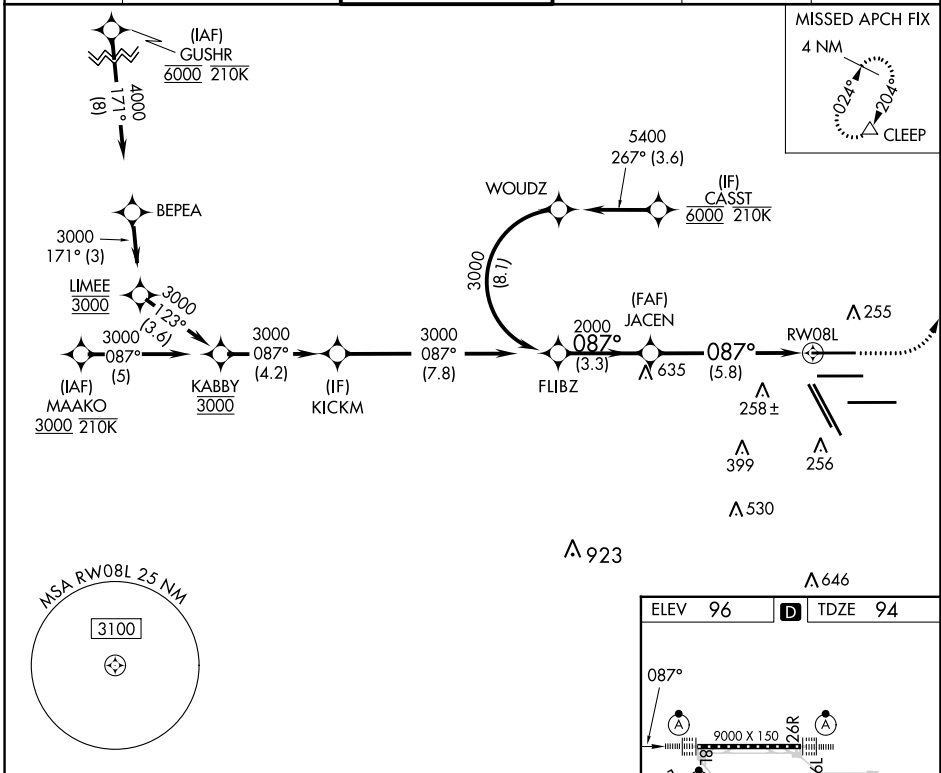 MISSED APCH FIX
4 NM
024°
204°
CLEEP
(IAF)
GUSHR
6000 210K
4000
171°
(8)
BEPEA
3000
171° (3)
LIMEE
3000
3000
123°
(3.6)
3000
087°
(5)
(IAF)
MAAKO
3000 210K
KABBY
3000
3000
087°
(4.2)
(IF)
KICKM
3000
087°
(7.8)
WOUDZ
5400
267° (3.6)
(IF)
CASST
6000 210K
3000
(8.1)
FLIBZ
2000
087°
(3.3)
(FAF)
JACEN
635
087°
(5.8)
RW08L
255
258±
399
256
530
923
646
MSA RW08L 25 NM
3100
ELEV 96
D
TDZE 94
087°
A
A
9000 X 150
26R